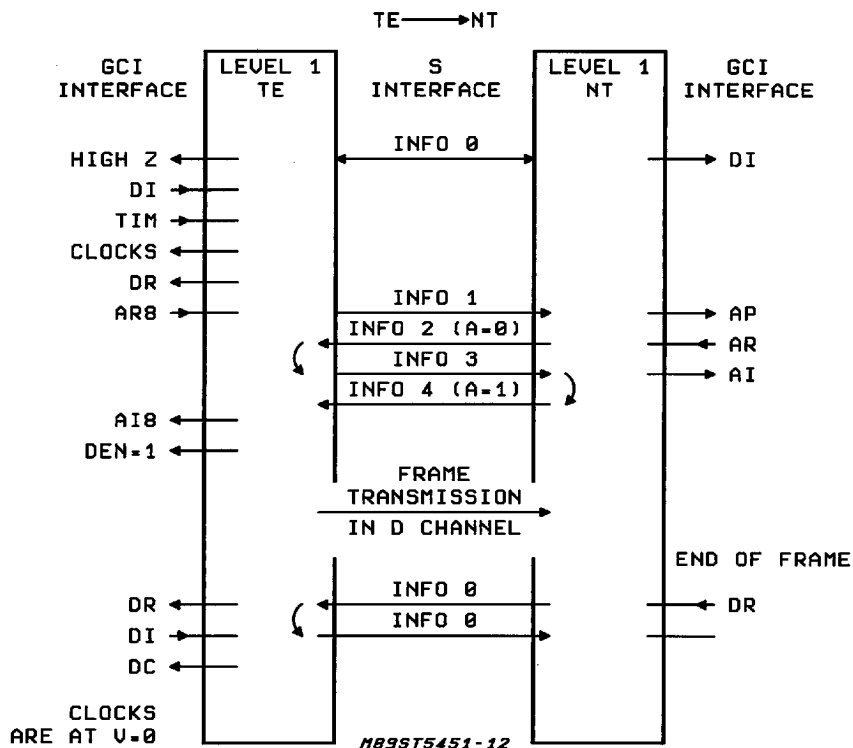 TE NT
GCI INTERFACE
LEVEL 1 TE
S INTERFACE
LEVEL 1 NT
GCI INTERFACE
HIGH Z
INFO 0
DI
DI
TIM
CLOCKS
DR
AR8
INFO 1
AP
INFO 2 (A=0)
AR
INFO 3
AI
INFO 4 (A=1)
AI8
DEN=1
FRAME
TRANSMISSION
IN D CHANNEL
END OF FRAME
DR
INFO 0
DR
DI
INFO 0
DC
CLOCKS
ARE AT V=0
M89ST5451-12